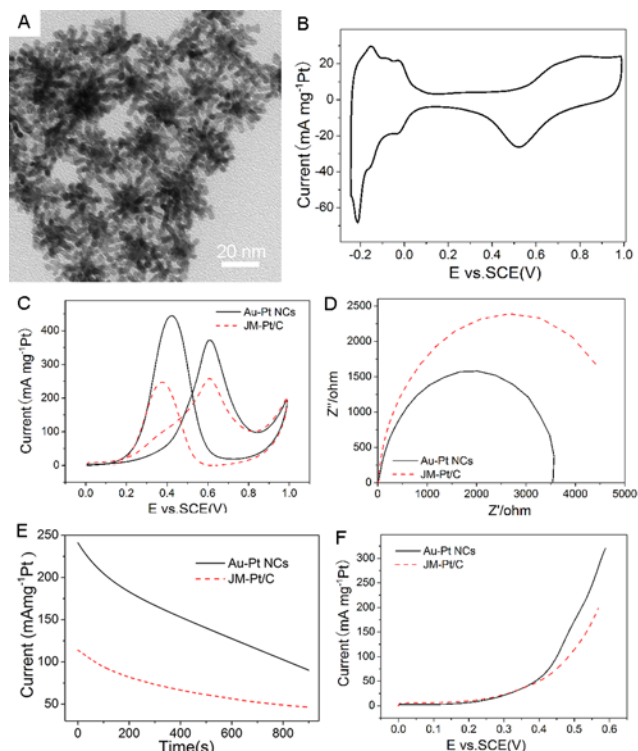 A
20 nm
B
Current (mA mg⁻¹Pt)
20
0
-20
-40
-60
-0.2 0.0 0.2 0.4 0.6 0.8 1.0
E vs.SCE(V)
C
Au-Pt NCs
JM-Pt/C
Current (mA mg⁻¹Pt)
400
300
200
100
0
0.0 0.2 0.4 0.6 0.8 1.0
E vs.SCE(V)
D
Z"/ohm
2500
2000
1500
1000
500
0
Au-Pt NCs
JM-Pt/C
0 1000 2000 3000 4000 5000
Z'/ohm
E
Au-Pt NCs
JM-Pt/C
Current (mAmg⁻¹Pt )
250
200
150
100
50
0 200 400 600 800
Time(s)
F
Au-Pt NCs
JM-Pt/C
Current (mA mg⁻¹Pt)
300
250
200
150
100
50
0
0.0 0.1 0.2 0.3 0.4 0.5 0.6
E vs.SCE(V)